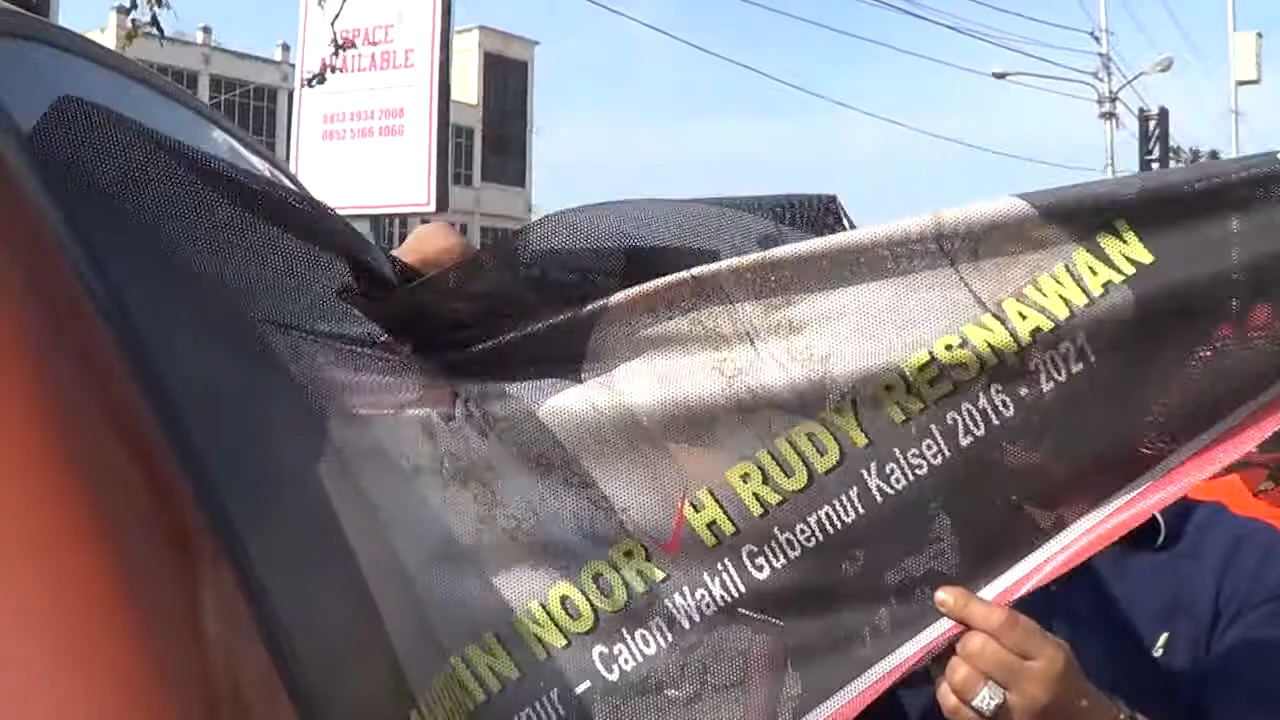 SPACE
AVAILABLE
0813 4934 2008
0852 5166 4060
NOOR H RUDY RESNAWAN
– Calon Wakil Gubernur Kalsel 2016 - 2021